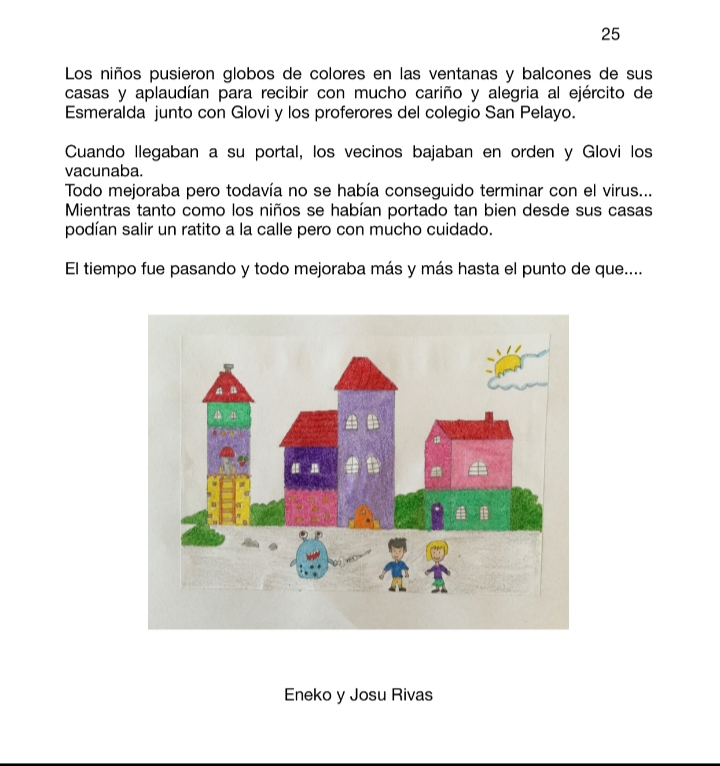 25
Los niños pusieron globos de colores en las ventanas y balcones de sus
casas y aplaudían para recibir con mucho cariño y alegria al ejército de
Esmeralda junto con Glovi y los proferores del colegio San Pelayo.
Cuando llegaban a su portal, los vecinos bajaban en orden y Glovi los
vacunaba.
Todo mejoraba pero todavía no se había conseguido terminar con el virus...
Mientras tanto como los niños se habían portado tan bien desde sus casas
podían salir un ratito a la calle pero con mucho cuidado.
El tiempo fue pasando y todo mejoraba más y más hasta el punto de que....
Eneko y Josu Rivas